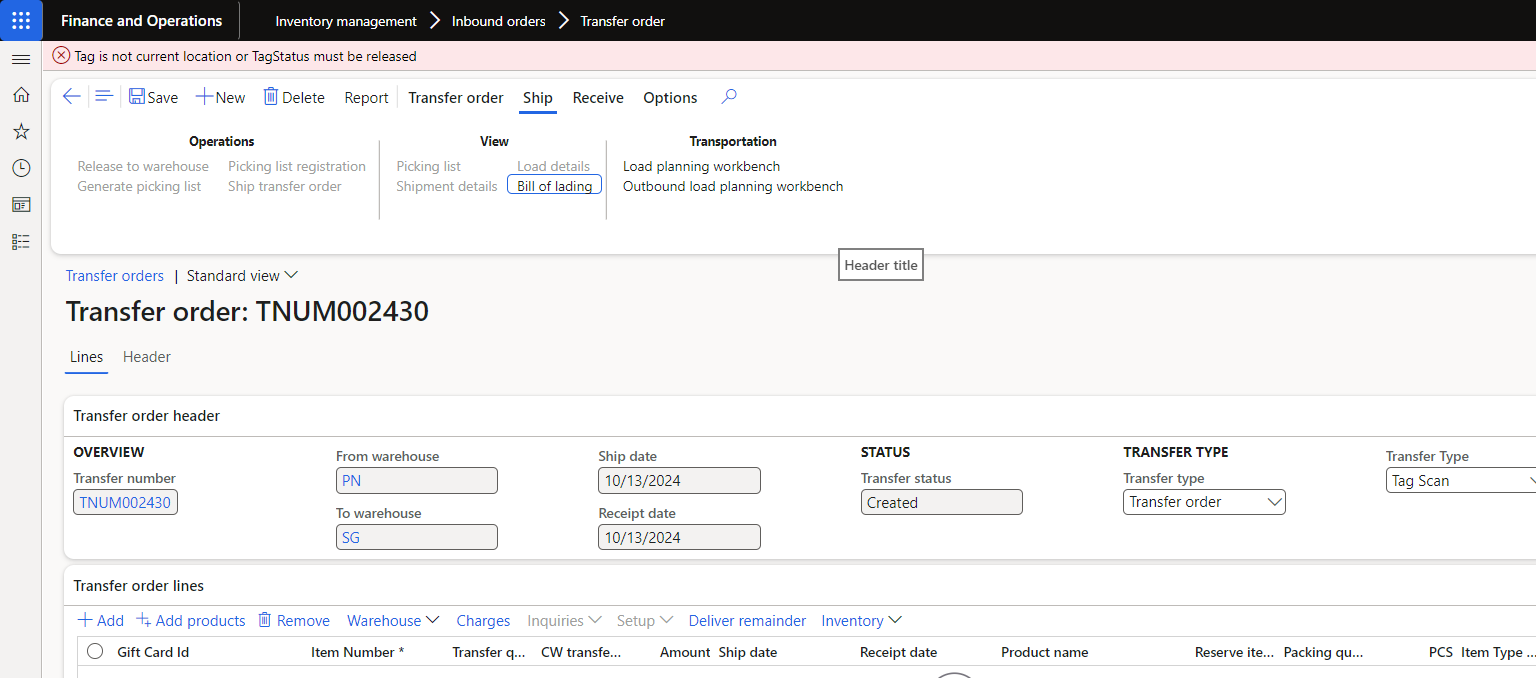 Finance and Operations Inventory management Inbound orders Transfer order
Tag is not current location or TagStatus must be released
Save New Delete Report Transfer order Ship Receive Options
Operations View Transportation
Release to warehouse Picking list registration Picking list Load details Load planning workbench
Generate picking list Ship transfer order Shipment details Bill of lading Outbound load planning workbench
Header title
Transfer orders | Standard view
Transfer order: TNUM002430
Lines Header
Transfer order header
OVERVIEW
Transfer number
TNUM002430
From warehouse
PN
To warehouse
SG
Ship date
10/13/2024
Receipt date
10/13/2024
STATUS
Transfer status
Created
TRANSFER TYPE
Transfer type
Transfer order
Transfer Type
Tag Scan
Transfer order lines
Add Add products Remove Warehouse Charges Inquiries Setup Deliver remainder Inventory
Gift Card Id Item Number * Transfer q... CW transfe... Amount Ship date Receipt date Product name Reserve ite... Packing qu... PCS Item Type ...